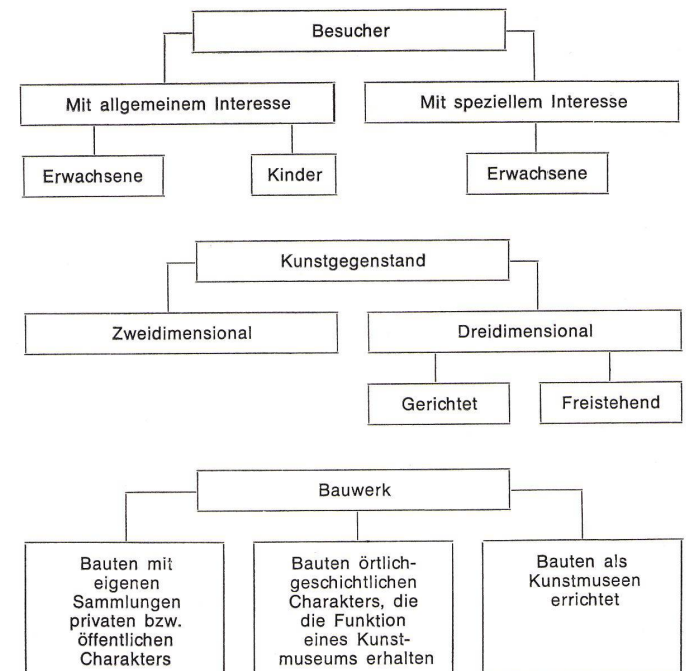 Besucher
Mit allgemeinem Interesse
Mit speziellem Interesse
Erwachsene
Kinder
Erwachsene
Kunstgegenstand
Zweidimensional
Dreidimensional
Gerichtet
Freistehend
Bauwerk
Bauten mit
eigenen
Sammlungen
privaten bzw.
öffentlichen
Charakters
Bauten örtlich-
geschichtlichen
Charakters, die
die Funktion
eines Kunst-
museums erhalten
Bauten als
Kunstmuseen
errichtet